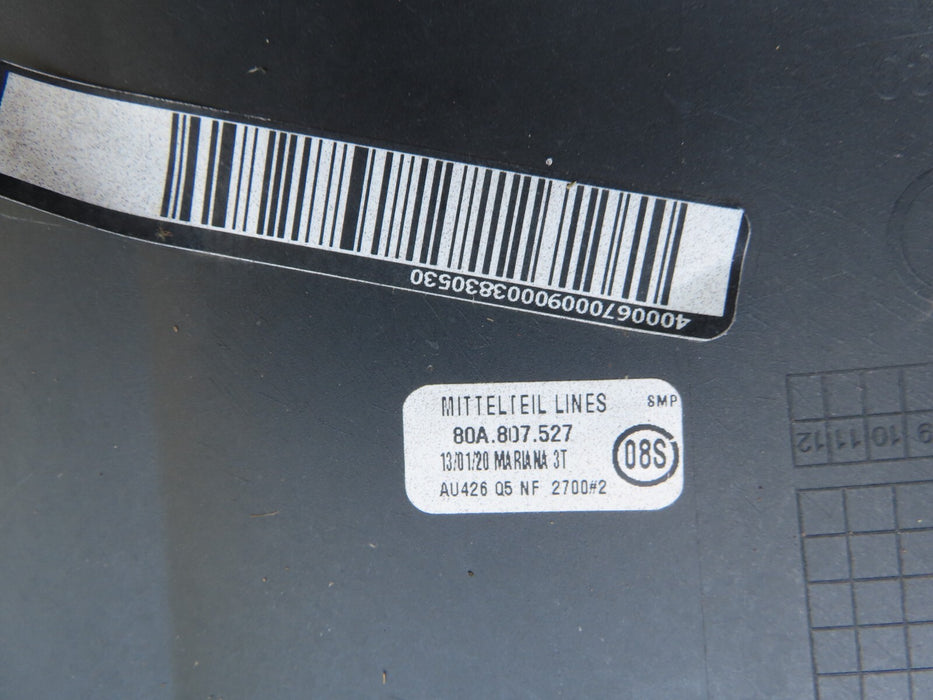 40006700090003830530
MITTELTEIL LINES SMP
80A.807.527
13/01/20 MARIANA 3T 08S
AU426 Q5 NF 2700#2
9 10 11 12